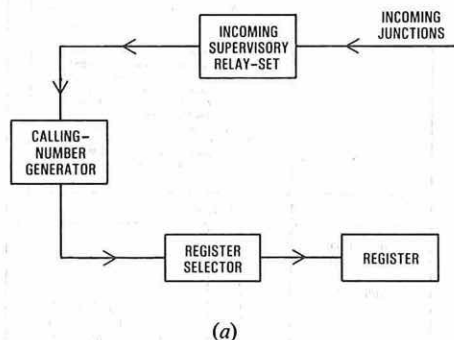 INCOMING
JUNCTIONS
INCOMING
SUPERVISORY
RELAY-SET
CALLING-
NUMBER
GENERATOR
REGISTER
SELECTOR
REGISTER
(a)